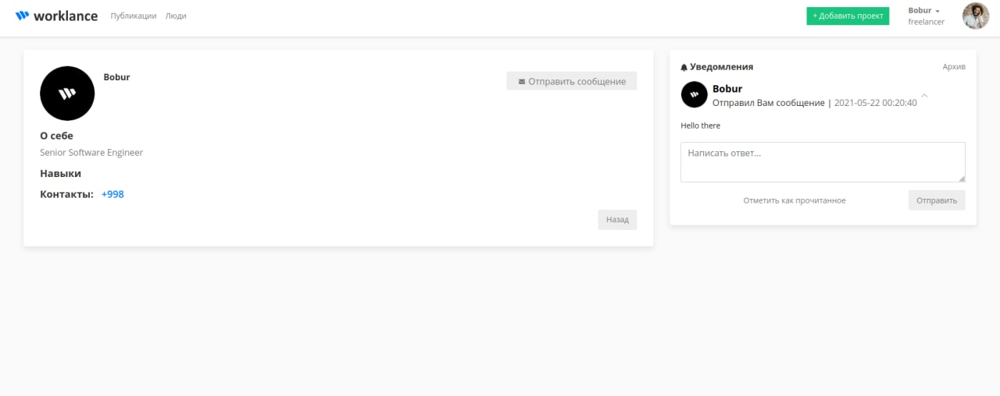 worklance Публикации Люди
+ Добавить проект
Bobur
freelancer
Bobur
Отправить сообщение
О себе
Senior Software Engineer
Навыки
Контакты: +998
Назад
Уведомления Архив
Bobur
Отправил Вам сообщение | 2021-05-22 00:20:40
Hello there
Написать ответ...
Отметить как прочитанное Отправить